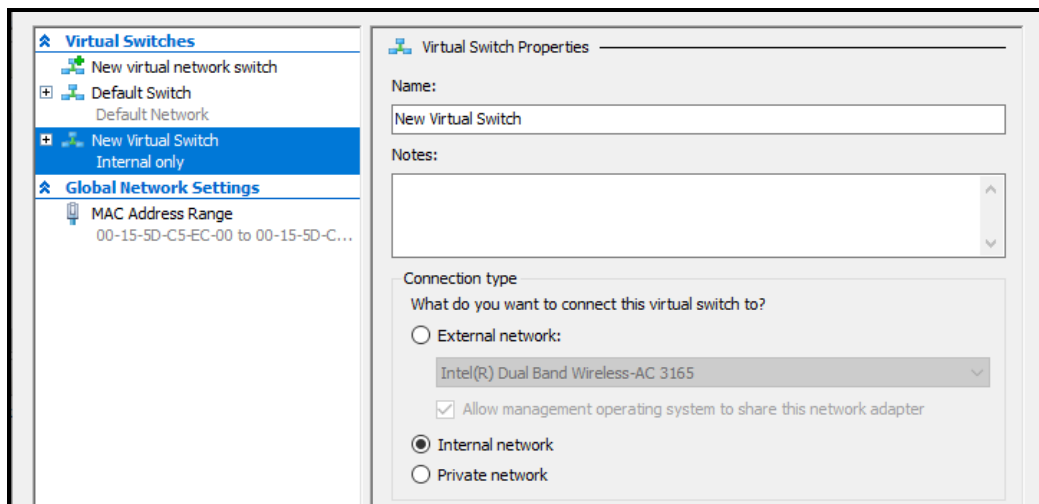 Virtual Switches
New virtual network switch
Default Switch
Default Network
New Virtual Switch
Internal only
Global Network Settings
MAC Address Range
00-15-5D-C5-EC-00 to 00-15-5D-C...
Virtual Switch Properties
Name:
New Virtual Switch
Notes:
Connection type
What do you want to connect this virtual switch to?
External network:
Intel(R) Dual Band Wireless-AC 3165
Allow management operating system to share this network adapter
Internal network
Private network